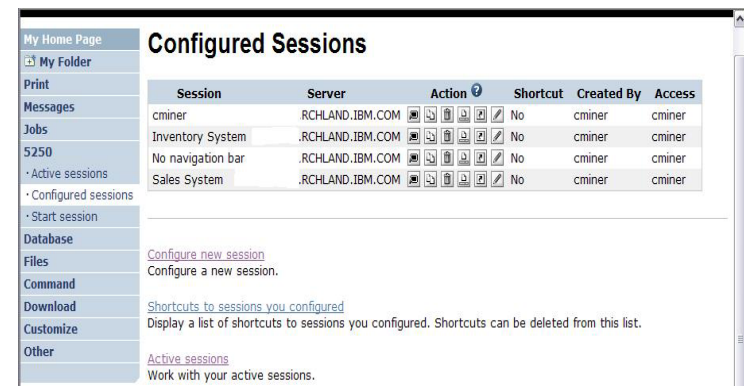 My Home Page
My Folder
Print
Messages
Jobs
5250
· Active sessions
· Configured sessions
· Start session
Database
Files
Command
Download
Customize
Other
Configured Sessions
Session Server Action ? Shortcut Created By Access
cminer .RCHLAND.IBM.COM No cminer cminer
Inventory System .RCHLAND.IBM.COM No cminer cminer
No navigation bar .RCHLAND.IBM.COM No cminer cminer
Sales System .RCHLAND.IBM.COM No cminer cminer
Configure new session
Configure a new session.
Shortcuts to sessions you configured
Display a list of shortcuts to sessions you configured. Shortcuts can be deleted from this list.
Active sessions
Work with your active sessions.